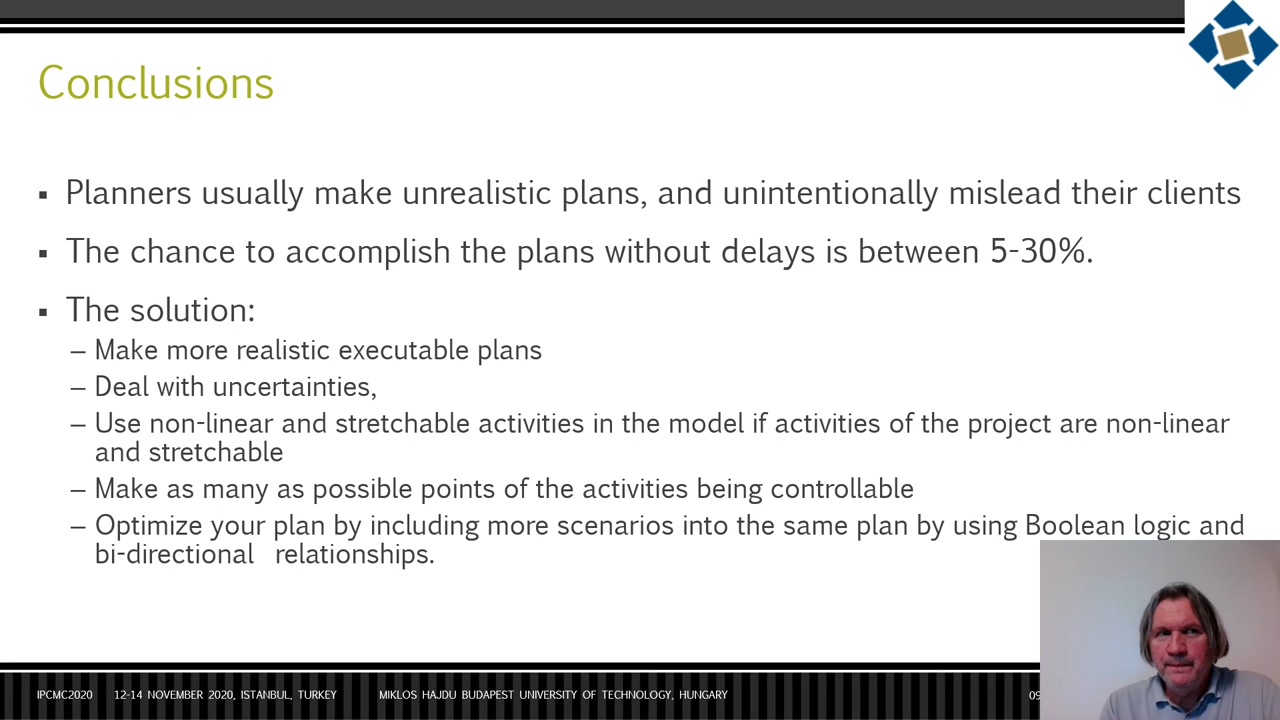 Conclusions
▪ Planners usually make unrealistic plans, and unintentionally mislead their clients
▪ The chance to accomplish the plans without delays is between 5-30%.
▪ The solution:
– Make more realistic executable plans
– Deal with uncertainties,
– Use non-linear and stretchable activities in the model if activities of the project are non-linear
and stretchable
– Make as many as possible points of the activities being controllable
– Optimize your plan by including more scenarios into the same plan by using Boolean logic and
bi-directional relationships.
IPCMC2020 12-14 NOVEMBER 2020, ISTANBUL, TURKEY MIKLOS HAJDU BUDAPEST UNIVERSITY OF TECHNOLOGY, HUNGARY